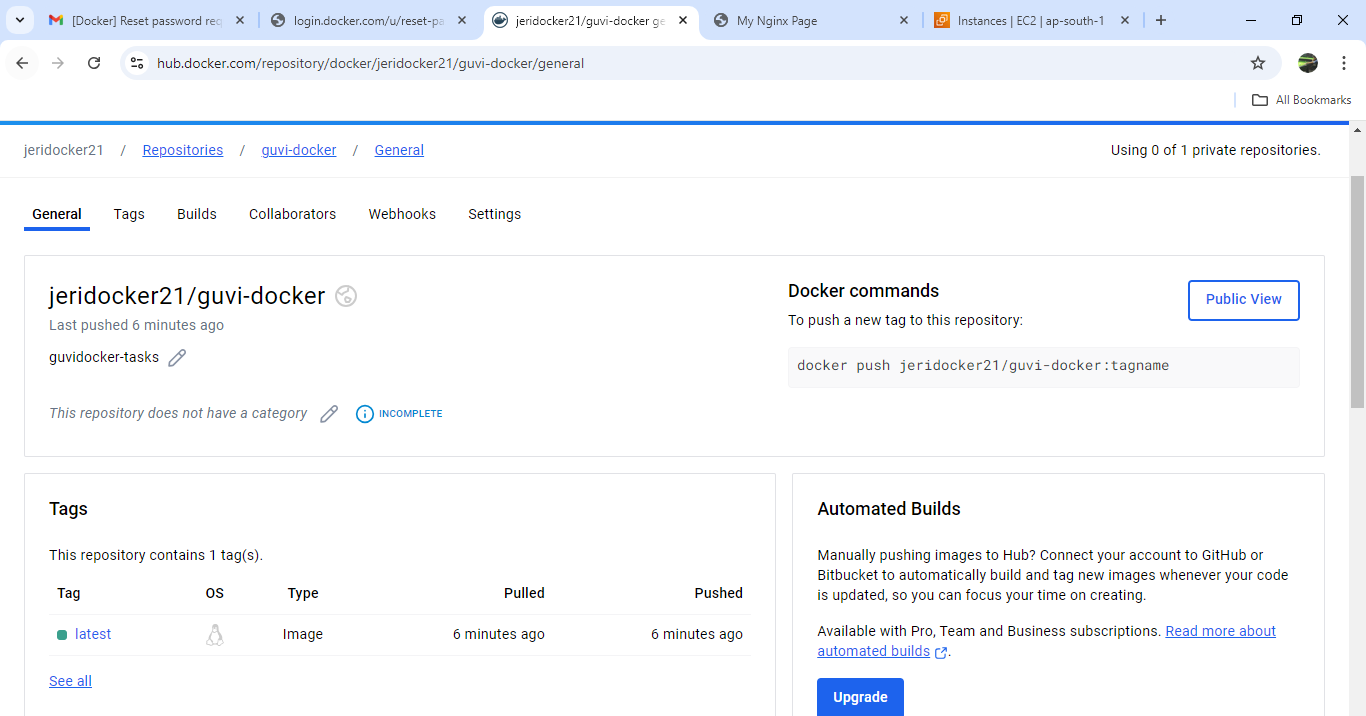 [Docker] Reset password req
login.docker.com/u/reset-pa
jeridocker21/guvi-docker ge
My Nginx Page
Instances | EC2 | ap-south-1
hub.docker.com/repository/docker/jeridocker21/guvi-docker/general
All Bookmarks
jeridocker21 / Repositories / guvi-docker / General
Using 0 of 1 private repositories.
General Tags Builds Collaborators Webhooks Settings
jeridocker21/guvi-docker
Last pushed 6 minutes ago
guvidocker-tasks
This repository does not have a category
INCOMPLETE
Docker commands
Public View
To push a new tag to this repository:
docker push jeridocker21/guvi-docker:tagname
Tags
This repository contains 1 tag(s).
Tag OS Type Pulled Pushed
latest Image 6 minutes ago 6 minutes ago
See all
Automated Builds
Manually pushing images to Hub? Connect your account to GitHub or
Bitbucket to automatically build and tag new images whenever your code
is updated, so you can focus your time on creating.
Available with Pro, Team and Business subscriptions. Read more about
automated builds .
Upgrade